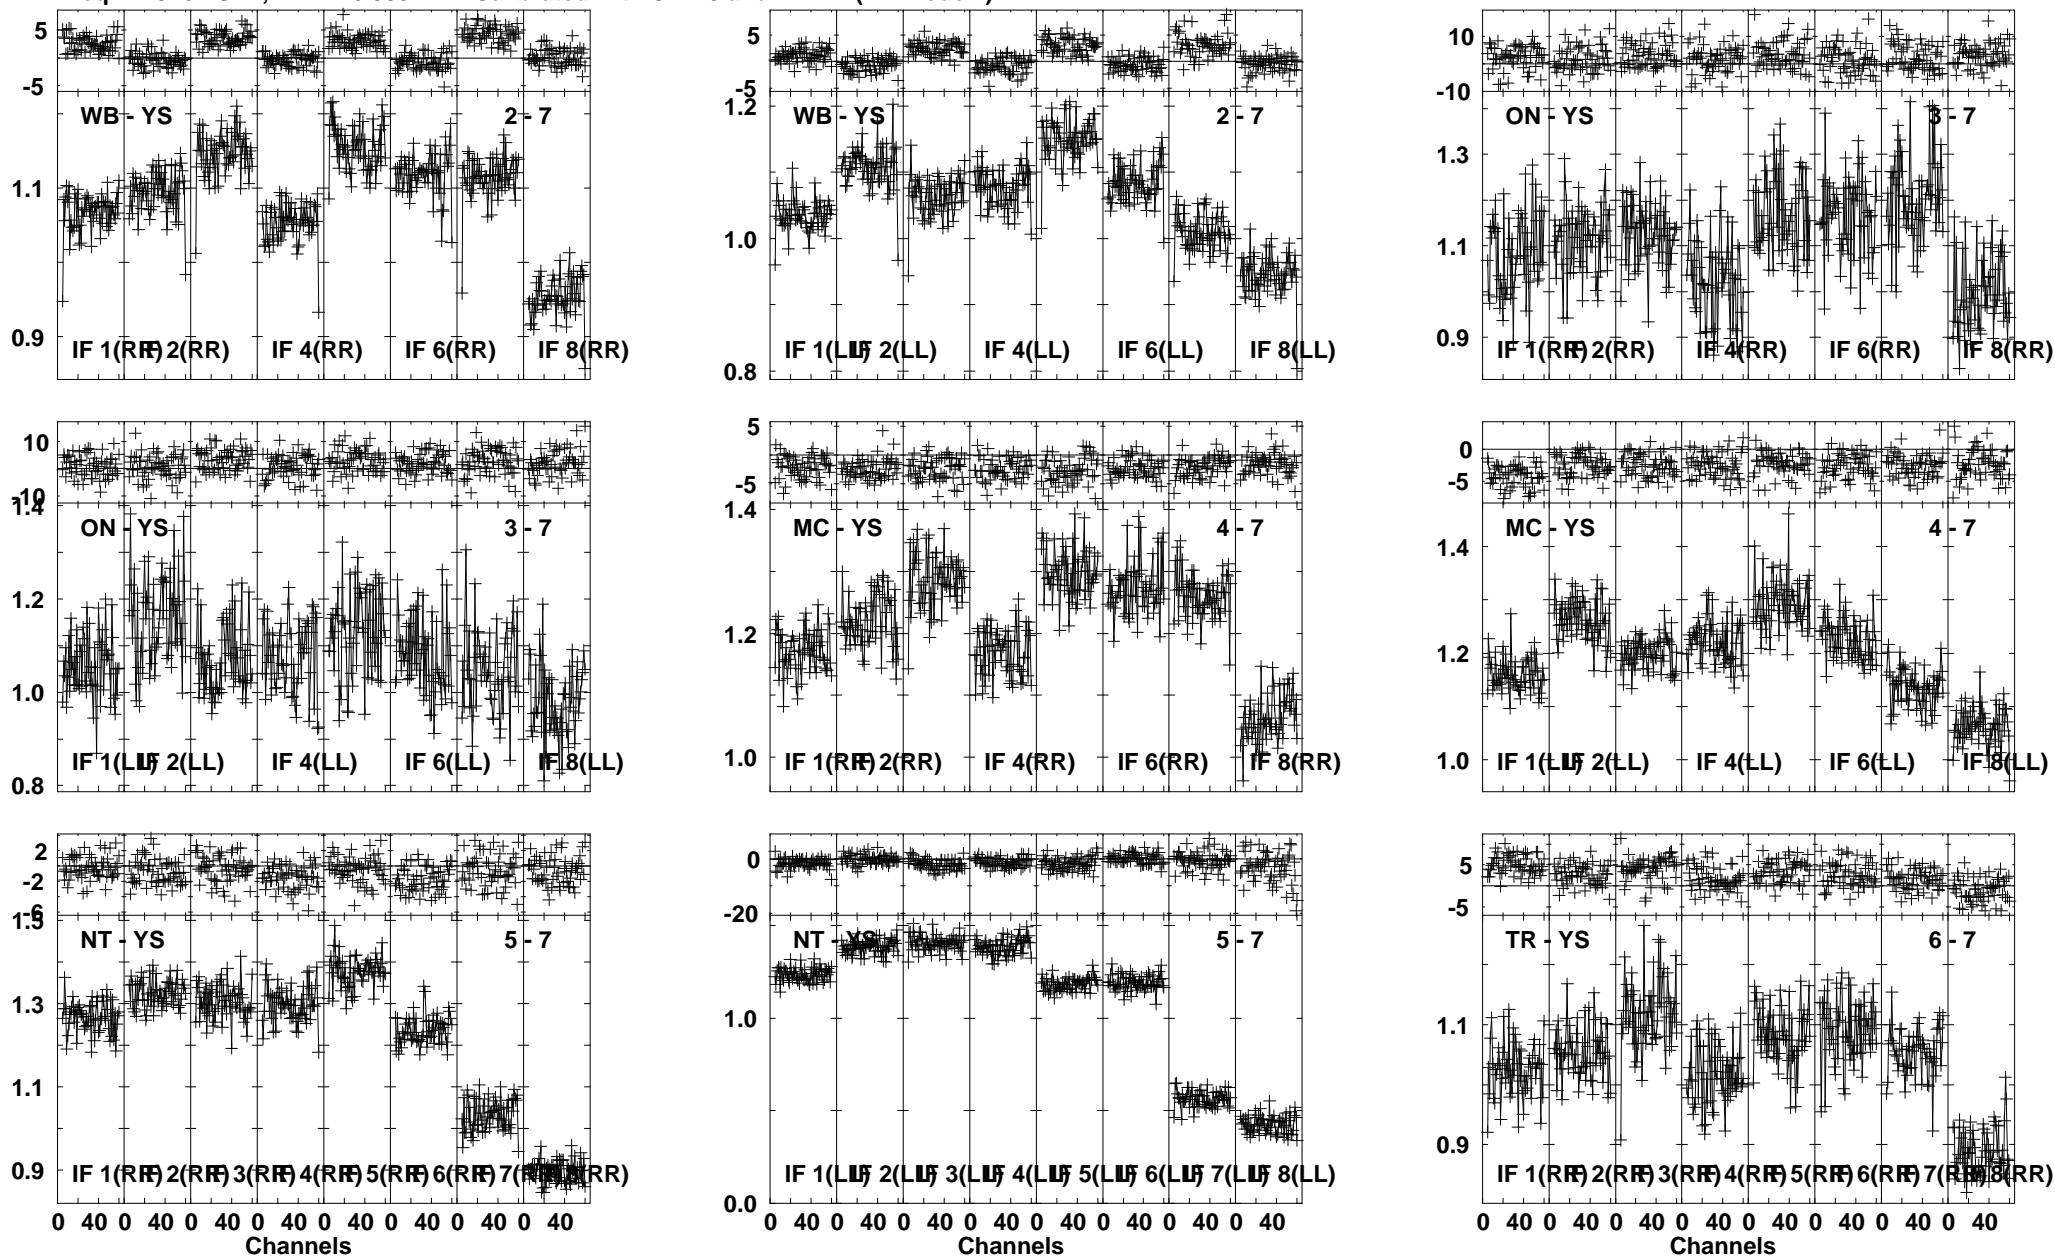 5 5 10
-5 -5 -10
WB - YS 2 - 7 WB - YS 2 - 7 ON - YS 3 - 7
1.2
1.3
1.1
1.0 1.1
0.9 0.9
0.8
IF 1(RR) IF 2(RR) IF 4(RR) IF 6(RR) IF 8(RR) IF 1(LL) IF 2(LL) IF 4(LL) IF 6(LL) IF 8(LL) IF 1(RR) IF 2(RR) IF 4(RR) IF 6(RR) IF 8(RR)
10 5 0
-10 -5 -5
1.4 1.4
ON - YS 3 - 7 MC - YS 4 - 7 MC - YS 4 - 7
1.4
1.2 1.2 1.2
1.0 1.0 1.0
0.8
IF 1(LL) IF 2(LL) IF 4(LL) IF 6(LL) IF 8(LL) IF 1(RR) IF 2(RR) IF 4(RR) IF 6(RR) IF 8(RR) IF 1(LL) IF 2(LL) IF 4(LL) IF 6(LL) IF 8(LL)
2 0 5
-2 -20 -5
-6
1.5
NT - YS 5 - 7 NT - YS 5 - 7 TR - YS 6 - 7
1.3 1.0 1.1
1.1
0.9 0.0 0.9
IF 1(RR) IF 2(RR) IF 3(RR) IF 4(RR) IF 5(RR) IF 6(RR) IF 7(RR) IF 8(RR) IF 1(LL) IF 2(LL) IF 3(LL) IF 4(LL) IF 5(LL) IF 6(LL) IF 7(LL) IF 8(LL) IF 1(RR) IF 2(RR) IF 3(RR) IF 4(RR) IF 5(RR) IF 6(RR) IF 7(RR) IF 8(RR)
0 40 0 40 0 40 0 40 0 40 0 40 0 40 0 40 0 40 0 40 0 40 0 40 0 40 0 40 0 40 0 40 0 40 0 40 0 40 0 40 0 40 0 40 0 40 0 40
Channels Channels Channels